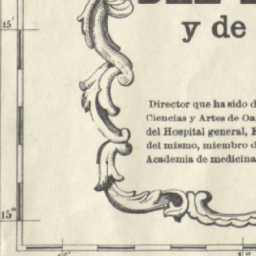 y de
15'
Director que ha sido d
Ciencias y Artes de Oa
del Hospital general, 
del mismo, miembro d
Academia de medicina
15°